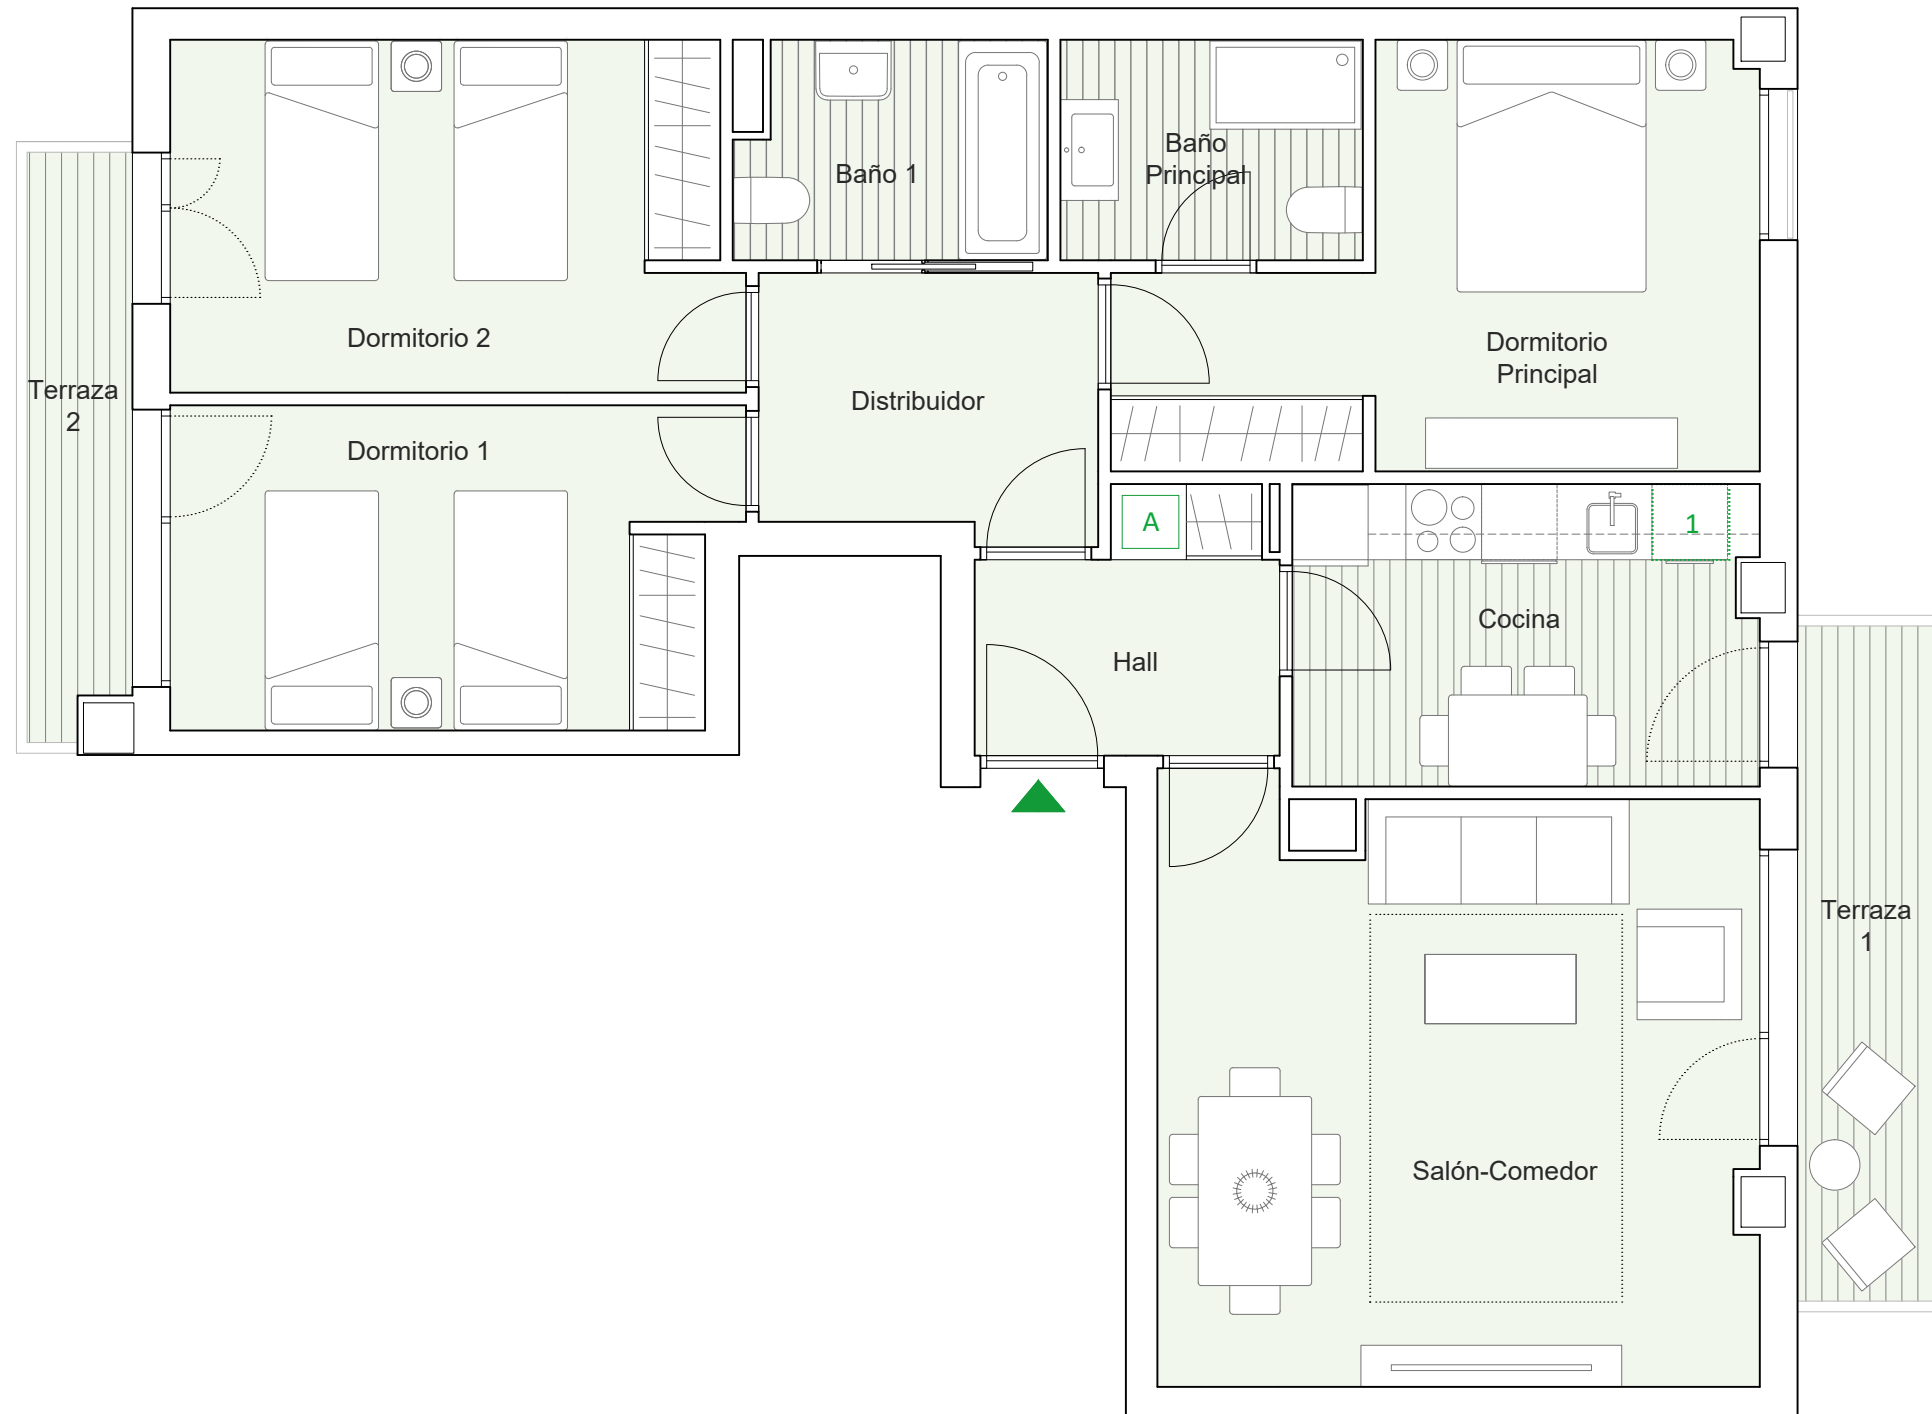 Baño
Principal
Baño 1
Dormitorio 2
Dormitorio
Principal
Terraza
2
Distribuidor
Dormitorio 1
A
1
Cocina
Hall
Terraza
1
Salón-Comedor